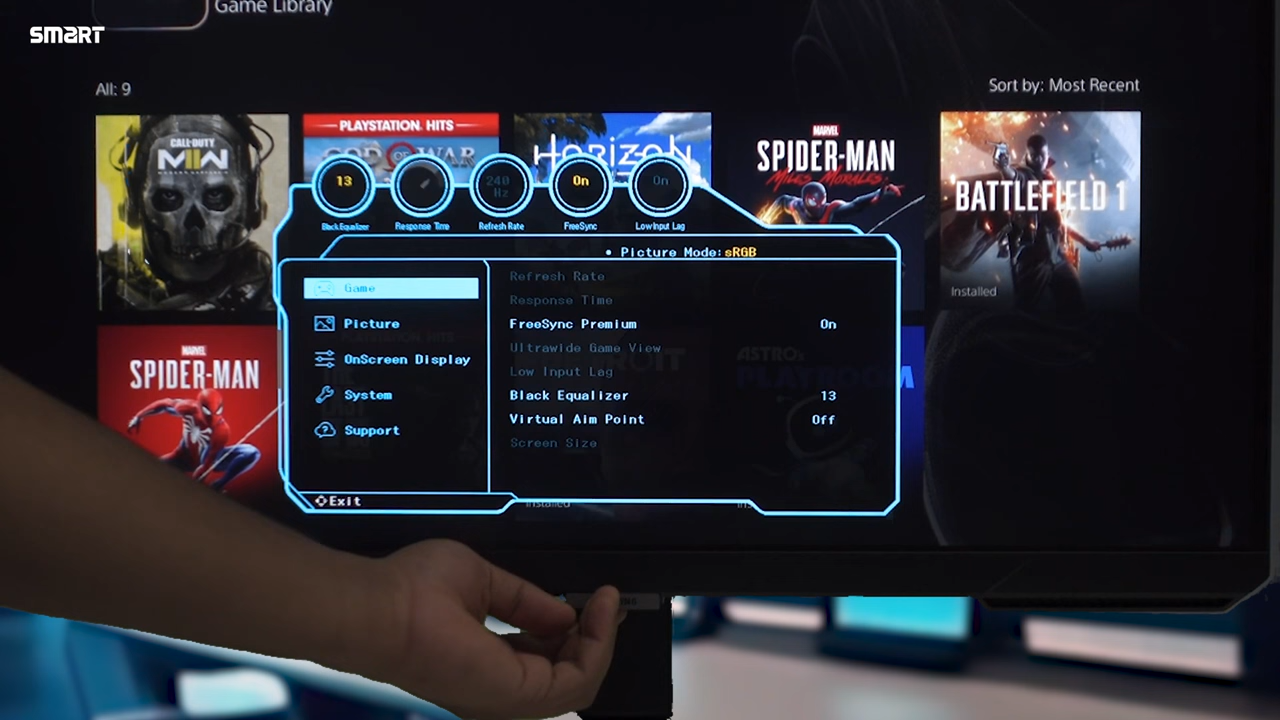 Game Library
SMART
All: 9
Sort by: Most Recent
PLAYSTATION HITS
CALL OF DUTY
MWII
MODERN WARFARE II
GOD OF WAR
HORIZON
MARVEL
SPIDER-MAN
MILES MORALES
BATTLEFIELD 1
Installed
13
240
Hz
On
On
Black Equalizer
Response Time
Refresh Rate
FreeSync
Low Input Lag
• Picture Mode:sRGB
Game
Picture
OnScreen Display
System
Support
Refresh Rate
Response Time
FreeSync Premium On
Ultrawide Game View
Low Input Lag
Black Equalizer 13
Virtual Aim Point Off
Screen Size
MARVEL
SPIDER-MAN
ASTRO's
PLAYROOM
Exit
Installed